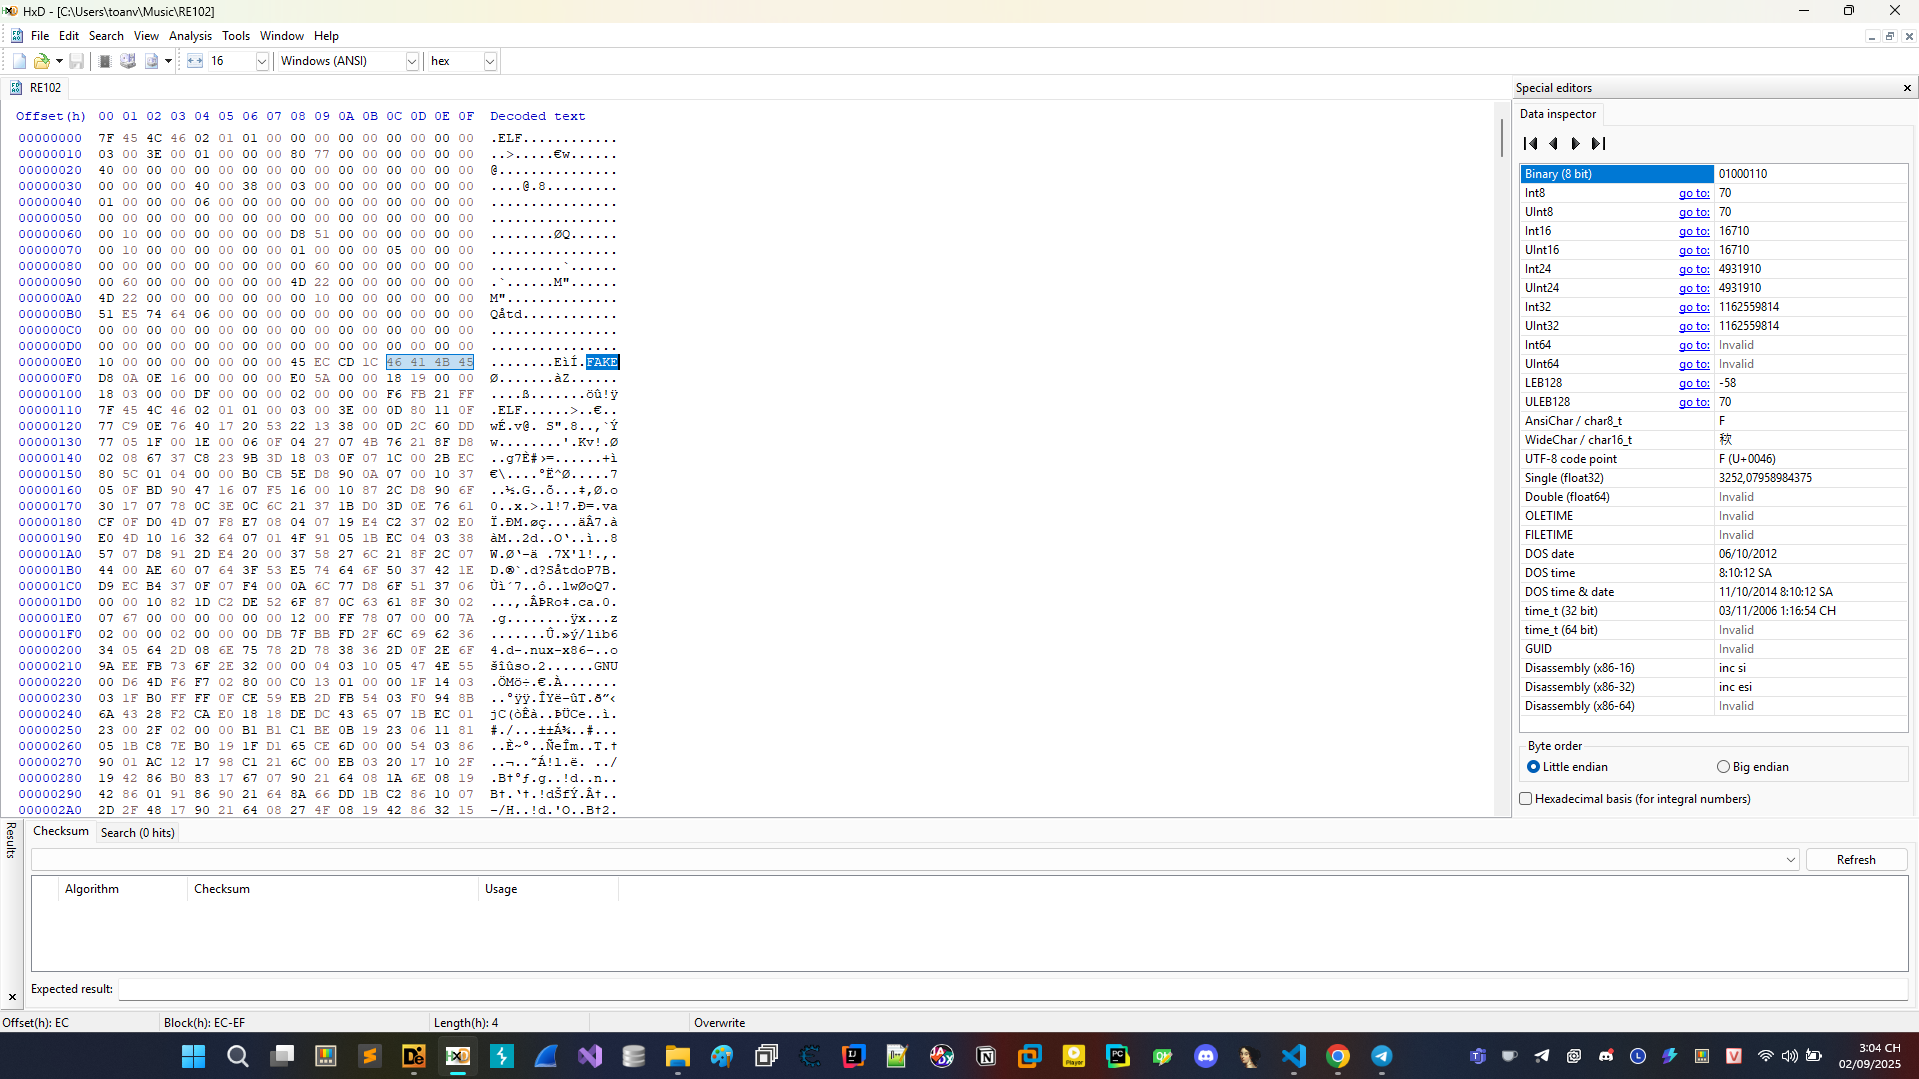 HxD - [C:\Users\toanv\Music\RE102]
File Edit Search View Analysis Tools Window Help
16 Windows (ANSI) hex
RE102
Offset(h) 00 01 02 03 04 05 06 07 08 09 0A 0B 0C 0D 0E 0F Decoded text
00000000 7F 45 4C 46 02 01 01 00 00 00 00 00 00 00 00 00 .ELF............
00000010 03 00 3E 00 01 00 00 00 80 77 00 00 00 00 00 00 ..>.....€w......
00000020 40 00 00 00 00 00 00 00 00 00 00 00 00 00 00 00 @...............
00000030 00 00 00 00 40 00 38 00 03 00 00 00 00 00 00 00 ....@.8.........
00000040 01 00 00 00 06 00 00 00 00 00 00 00 00 00 00 00 ................
00000050 00 00 00 00 00 00 00 00 00 00 00 00 00 00 00 00 ................
00000060 00 10 00 00 00 00 00 00 D8 51 00 00 00 00 00 00 ........ØQ......
00000070 00 10 00 00 00 00 00 00 01 00 00 00 05 00 00 00 ................
00000080 00 00 00 00 00 00 00 00 00 60 00 00 00 00 00 00 .........`......
00000090 00 60 00 00 00 00 00 00 4D 22 00 00 00 00 00 00 .`......M"......
000000A0 4D 22 00 00 00 00 00 00 00 10 00 00 00 00 00 00 M"..............
000000B0 51 E5 74 64 06 00 00 00 00 00 00 00 00 00 00 00 Qåtd............
000000C0 00 00 00 00 00 00 00 00 00 00 00 00 00 00 00 00 ................
000000D0 00 00 00 00 00 00 00 00 00 00 00 00 00 00 00 00 ................
000000E0 10 00 00 00 00 00 00 00 45 EC CD 1C 46 41 4B 45 ........EìÍ.FAKE
000000F0 D8 0A 0E 16 00 00 00 00 E0 5A 00 00 18 19 00 00 Ø.......àZ......
00000100 18 03 00 00 DF 00 00 00 02 00 00 00 F6 FB 21 FF ....ß.......öû!ÿ
00000110 7F 45 4C 46 02 01 01 00 03 00 3E 00 0D 80 11 0F .ELF......>..€..
00000120 77 C9 0E 76 40 17 20 53 22 13 38 00 0D 2C 60 DD wÉ.v@. S".8..,`Ý
00000130 77 05 1F 00 1E 00 06 0F 04 27 07 4B 76 21 8F D8 w........'.Kv!.Ø
00000140 02 08 67 37 C8 23 9B 3D 18 03 0F 07 1C 00 2B EC ..g7È#›=......+ì
00000150 80 5C 01 04 00 00 B0 CB 5E D8 90 0A 07 00 10 37 €\....°Ë^Ø.....7
00000160 05 0F BD 90 47 16 07 F5 16 00 10 87 2C D8 90 6F ..½.G..õ...‡,Ø.o
00000170 30 17 07 78 0C 3E 0C 6C 21 37 1B D0 3D 0E 76 61 0..x.>.l!7.Ð=.va
00000180 CF 0F D0 4D 07 F8 E7 08 04 07 19 E4 C2 37 02 E0 Ï.ÐM.øç....äÂ7.à
00000190 E0 4D 10 16 32 64 07 01 4F 91 05 1B EC 04 03 38 àM..2d..O‘..ì..8
000001A0 57 07 D8 91 2D E4 20 00 37 58 27 6C 21 8F 2C 07 W.Ø‘-ä .7X'l!.,.
000001B0 44 00 AE 60 07 64 3F 53 E5 74 64 6F 50 37 42 1E D.®`.d?SåtdoP7B.
000001C0 D9 EC B4 37 0F 07 F4 00 0A 6C 77 D8 6F 51 37 06 Ùì´7..ô..lwØoQ7.
000001D0 00 00 10 82 1D C2 DE 52 6F 87 0C 63 61 8F 30 02 ...‚.ÂÞRo‡.ca.0.
000001E0 07 67 00 00 00 00 00 00 12 00 FF 78 07 00 00 7A .g........ÿx...z
000001F0 02 00 00 02 00 00 00 DB 7F BB FD 2F 6C 69 62 36 .......Û.»ý/lib6
00000200 34 05 64 2D 08 6E 75 78 2D 78 38 36 2D 0F 2E 6F 4.d-.nux-x86-..o
00000210 9A EE FB 73 6F 2E 32 00 00 04 03 10 05 47 4E 55 šîûso.2......GNU
00000220 00 D6 4D F6 F7 02 80 00 C0 13 01 00 00 1F 14 03 .ÖMö÷.€.À.......
00000230 03 1F B0 FF FF 0F CE 59 EB 2D FB 54 03 F0 94 8B ..°ÿÿ.ÎYë-ûT.ð”‹
00000240 6A 43 28 F2 CA E0 18 18 DE DC 43 65 07 1B EC 01 jC(òÊà..ÞÜCe..ì.
00000250 23 00 2F 02 00 00 B1 B1 C1 BE 0B 19 23 06 11 81 #./...±±Á¾..#...
00000260 05 1B C8 7E B0 19 1F D1 65 CE 6D 00 00 54 03 86 ..È~°..ÑeÎm..T.†
00000270 90 01 AC 12 17 98 C1 21 6C 00 EB 03 20 17 10 2F ..¬..˜Á!l.ë. ../
00000280 19 42 86 B0 83 17 67 07 90 21 64 08 1A 6E 08 19 .B†°ƒ.g..!d..n..
00000290 42 86 01 91 86 90 21 64 8A 66 DD 1B C2 86 10 07 B†.‘†.!dŠfÝ.Â†..
000002A0 2D 2F 48 17 90 21 64 08 27 4F 08 19 42 86 32 15 -/H..!d.'O..B†2.
Special editors
Data inspector
Binary (8 bit) 01000110
Int8 go to: 70
UInt8 go to: 70
Int16 go to: 16710
UInt16 go to: 16710
Int24 go to: 4931910
UInt24 go to: 4931910
Int32 go to: 1162559814
UInt32 go to: 1162559814
Int64 go to: Invalid
UInt64 go to: Invalid
LEB128 go to: -58
ULEB128 go to: 70
AnsiChar / char8_t F
WideChar / char16_t 䅆
UTF-8 code point F (U+0046)
Single (float32) 3252,07958984375
Double (float64) Invalid
OLETIME Invalid
FILETIME Invalid
DOS date 06/10/2012
DOS time 8:10:12 SA
DOS time & date 11/10/2014 8:10:12 SA
time_t (32 bit) 03/11/2006 1:16:54 CH
time_t (64 bit) Invalid
GUID Invalid
Disassembly (x86-16) inc si
Disassembly (x86-32) inc esi
Disassembly (x86-64) Invalid
Byte order
Little endian Big endian
Hexadecimal basis (for integral numbers)
Results
Checksum Search (0 hits)
Refresh
Algorithm Checksum Usage
Expected result:
Offset(h): EC Block(h): EC-EF Length(h): 4 Overwrite
3:04 CH
02/09/2025